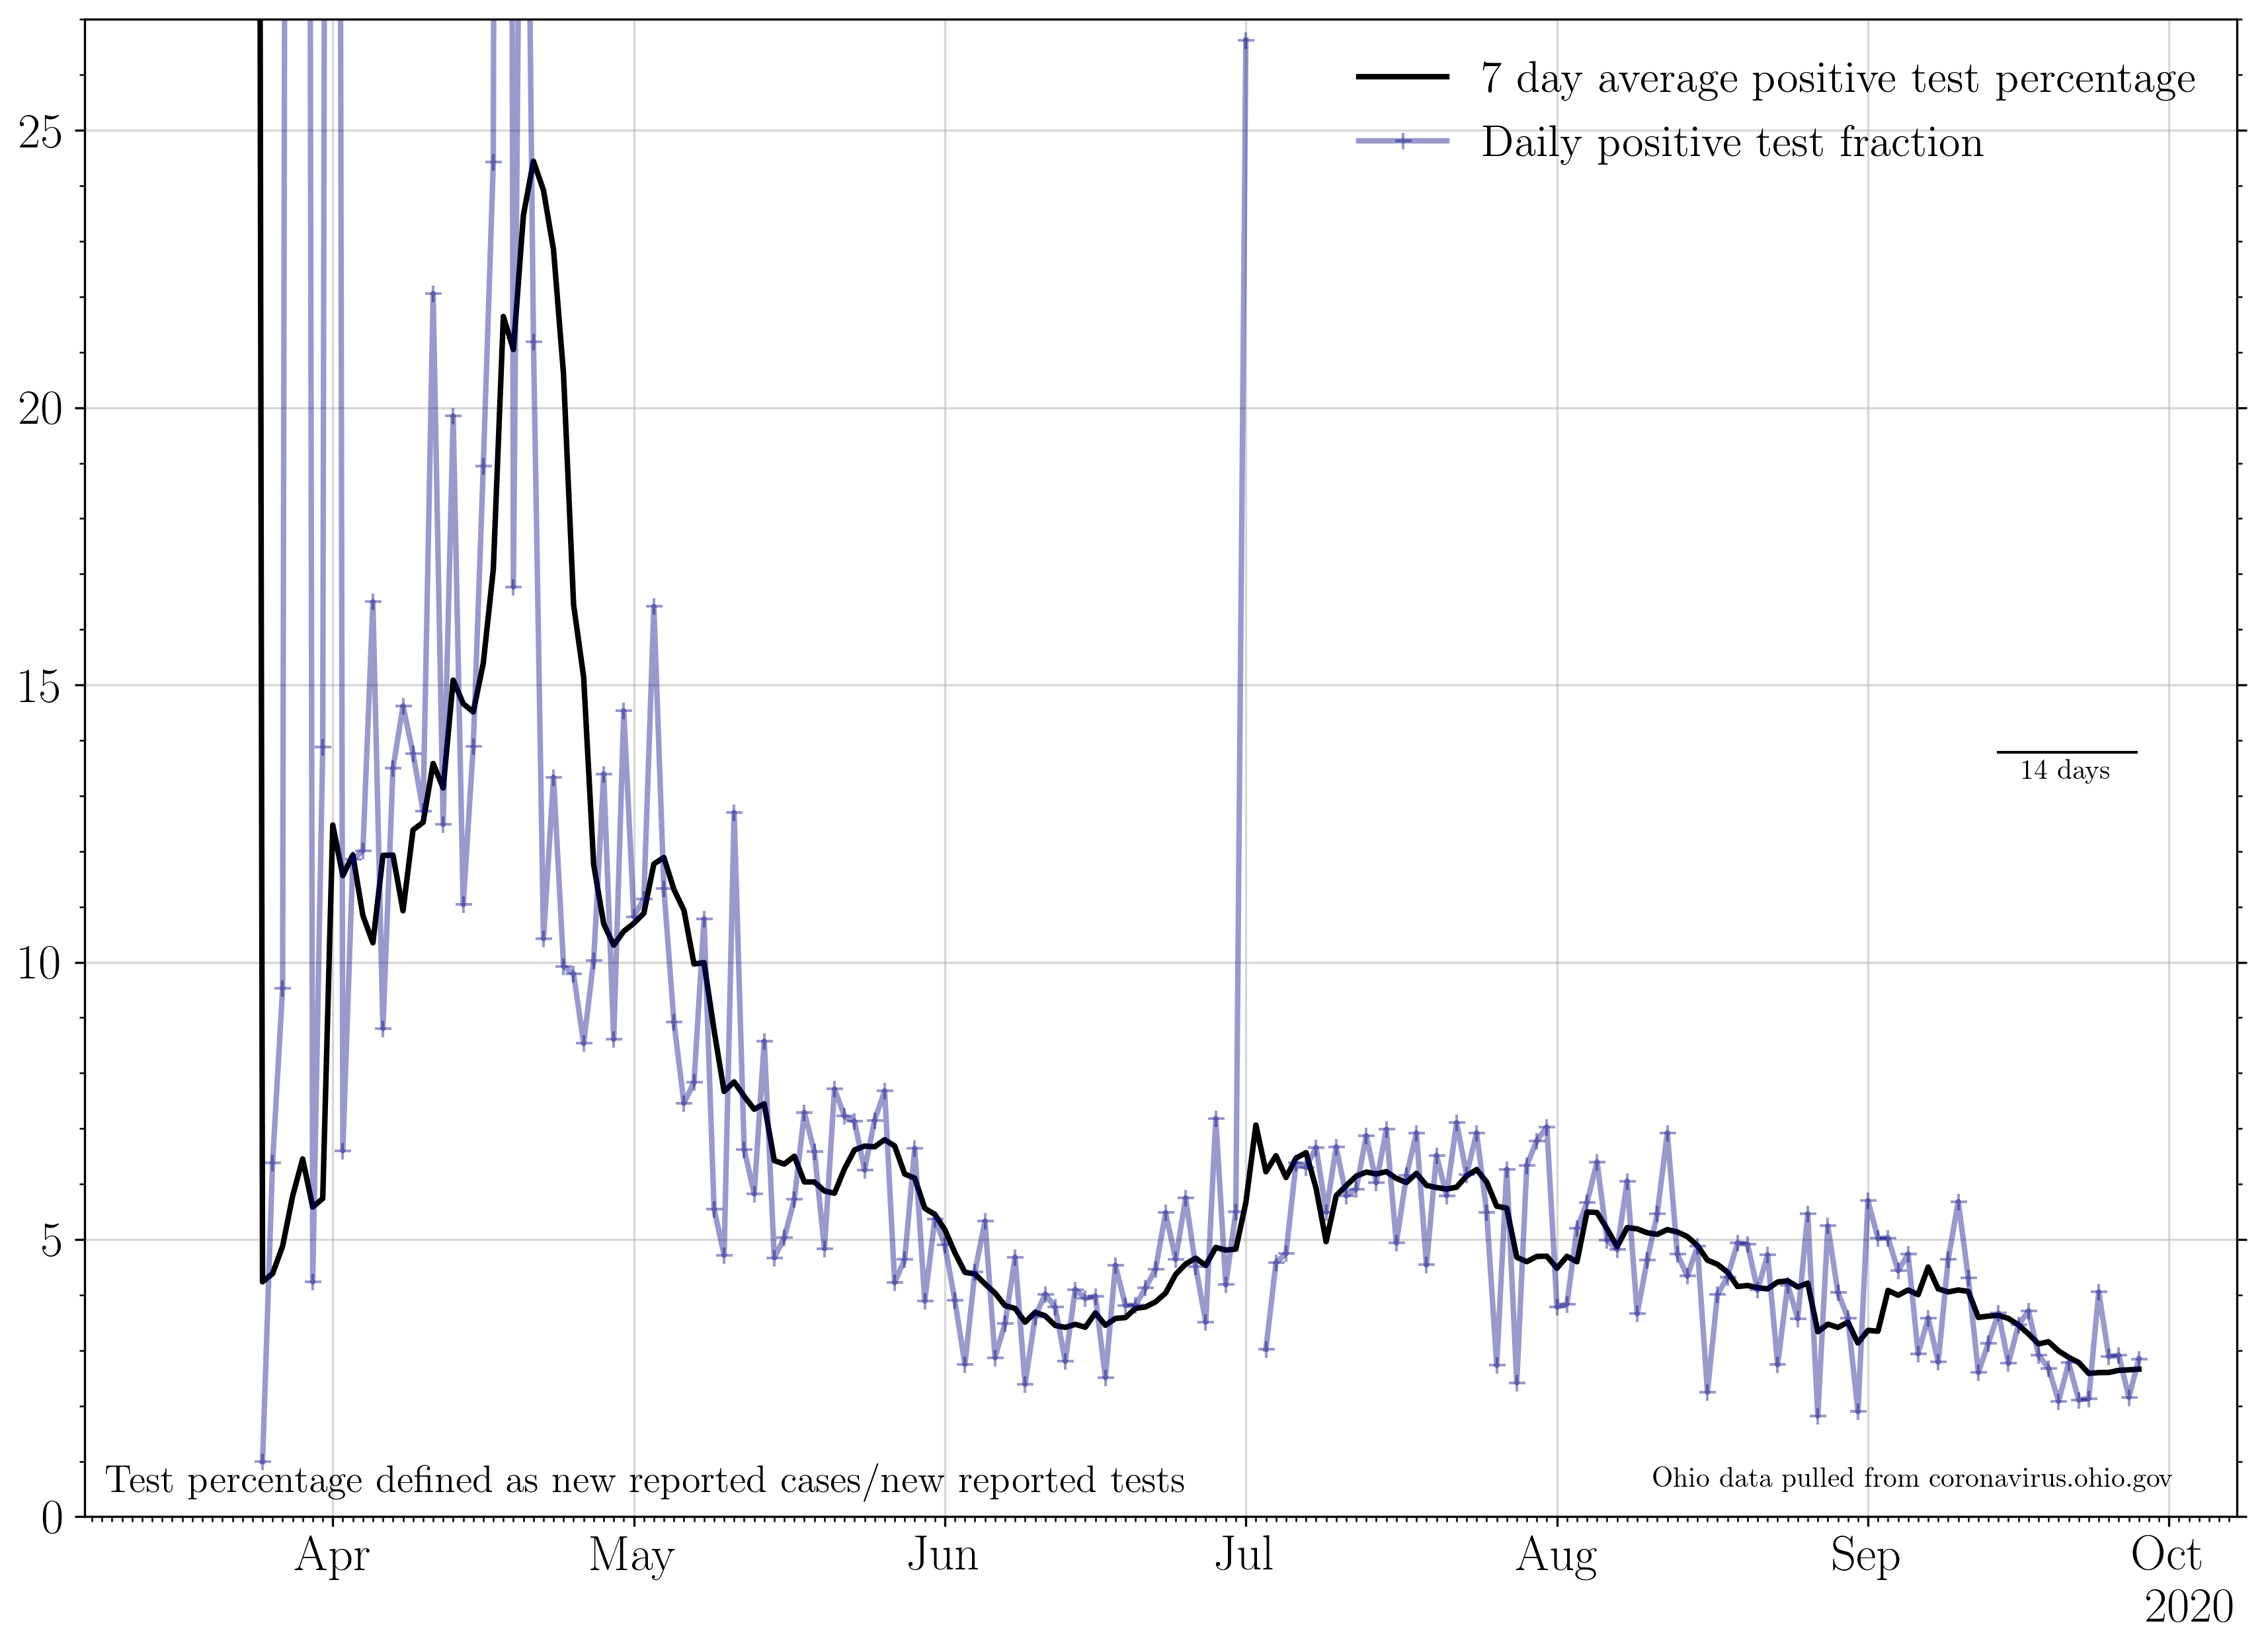 7 day average positive test percentage
Daily positive test fraction
25
20
15
10
5
0
14 days
Test percentage defined as new reported cases/new reported tests
Ohio data pulled from coronavirus.ohio.gov
Apr May Jun Jul Aug Sep Oct
2020